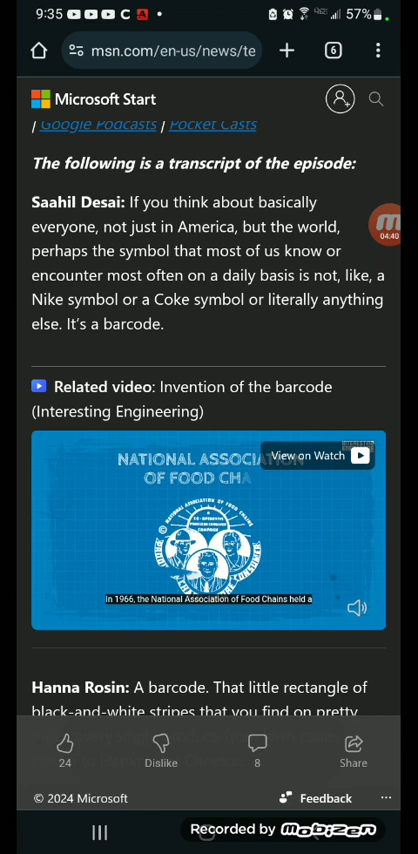 9:35
57%
msn.com/en-us/news/te
6
Microsoft Start
/ Google Podcasts / Pocket Casts
The following is a transcript of the episode:
Saahil Desai: If you think about basically
everyone, not just in America, but the world,
perhaps the symbol that most of us know or
encounter most often on a daily basis is not, like, a
Nike symbol or a Coke symbol or literally anything
else. It's a barcode.
04:40
Related video: Invention of the barcode
(Interesting Engineering)
View on Watch
NATIONAL ASSOCIATION
OF FOOD CHA
In 1966, the National Association of Food Chains held a
Hanna Rosin: A barcode. That little rectangle of
black-and-white stripes that you find on pretty
24
Dislike
8
Share
© 2024 Microsoft
Feedback
Recorded by mobizen